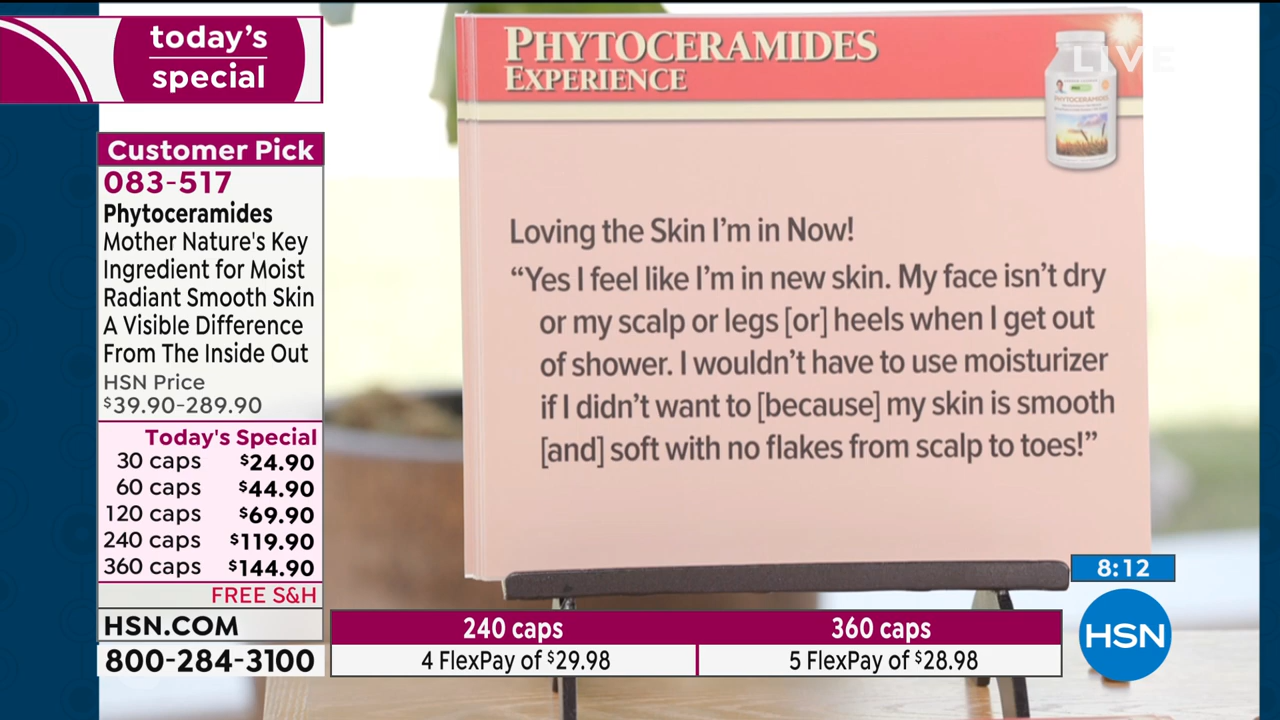 today's
special
Customer Pick
083-517
Phytoceramides
Mother Nature's Key
Ingredient for Moist
Radiant Smooth Skin
A Visible Difference
From The Inside Out
HSN Price
$39.90-289.90
Today's Special
30 caps $24.90
60 caps $44.90
120 caps $69.90
240 caps $119.90
360 caps $144.90
FREE S&H
HSN.COM
800-284-3100
PHYTOCERAMIDES
EXPERIENCE
LIVE
PHYTOCERAMIDES
Loving the Skin I'm in Now!
"Yes I feel like I'm in new skin. My face isn't dry
or my scalp or legs [or] heels when I get out
of shower. I wouldn't have to use moisturizer
if I didn't want to [because] my skin is smooth
[and] soft with no flakes from scalp to toes!"
8:12
HSN
240 caps 360 caps
4 FlexPay of $29.98 5 FlexPay of $28.98